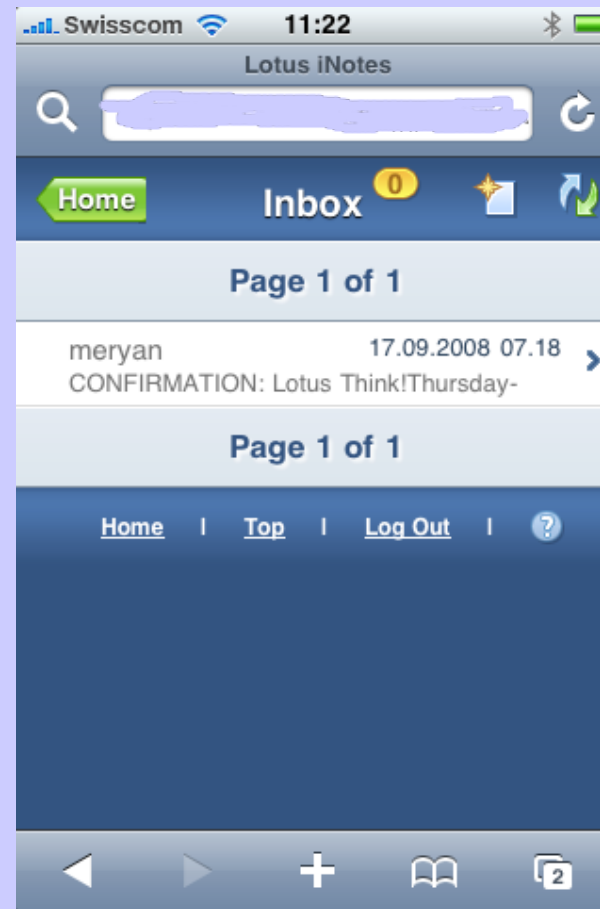 Swisscom 11:22
Lotus iNotes
Home Inbox 0
Page 1 of 1
meryan 17.09.2008 07.18
CONFIRMATION: Lotus Think!Thursday-
Page 1 of 1
Home | Top | Log Out | ?
2